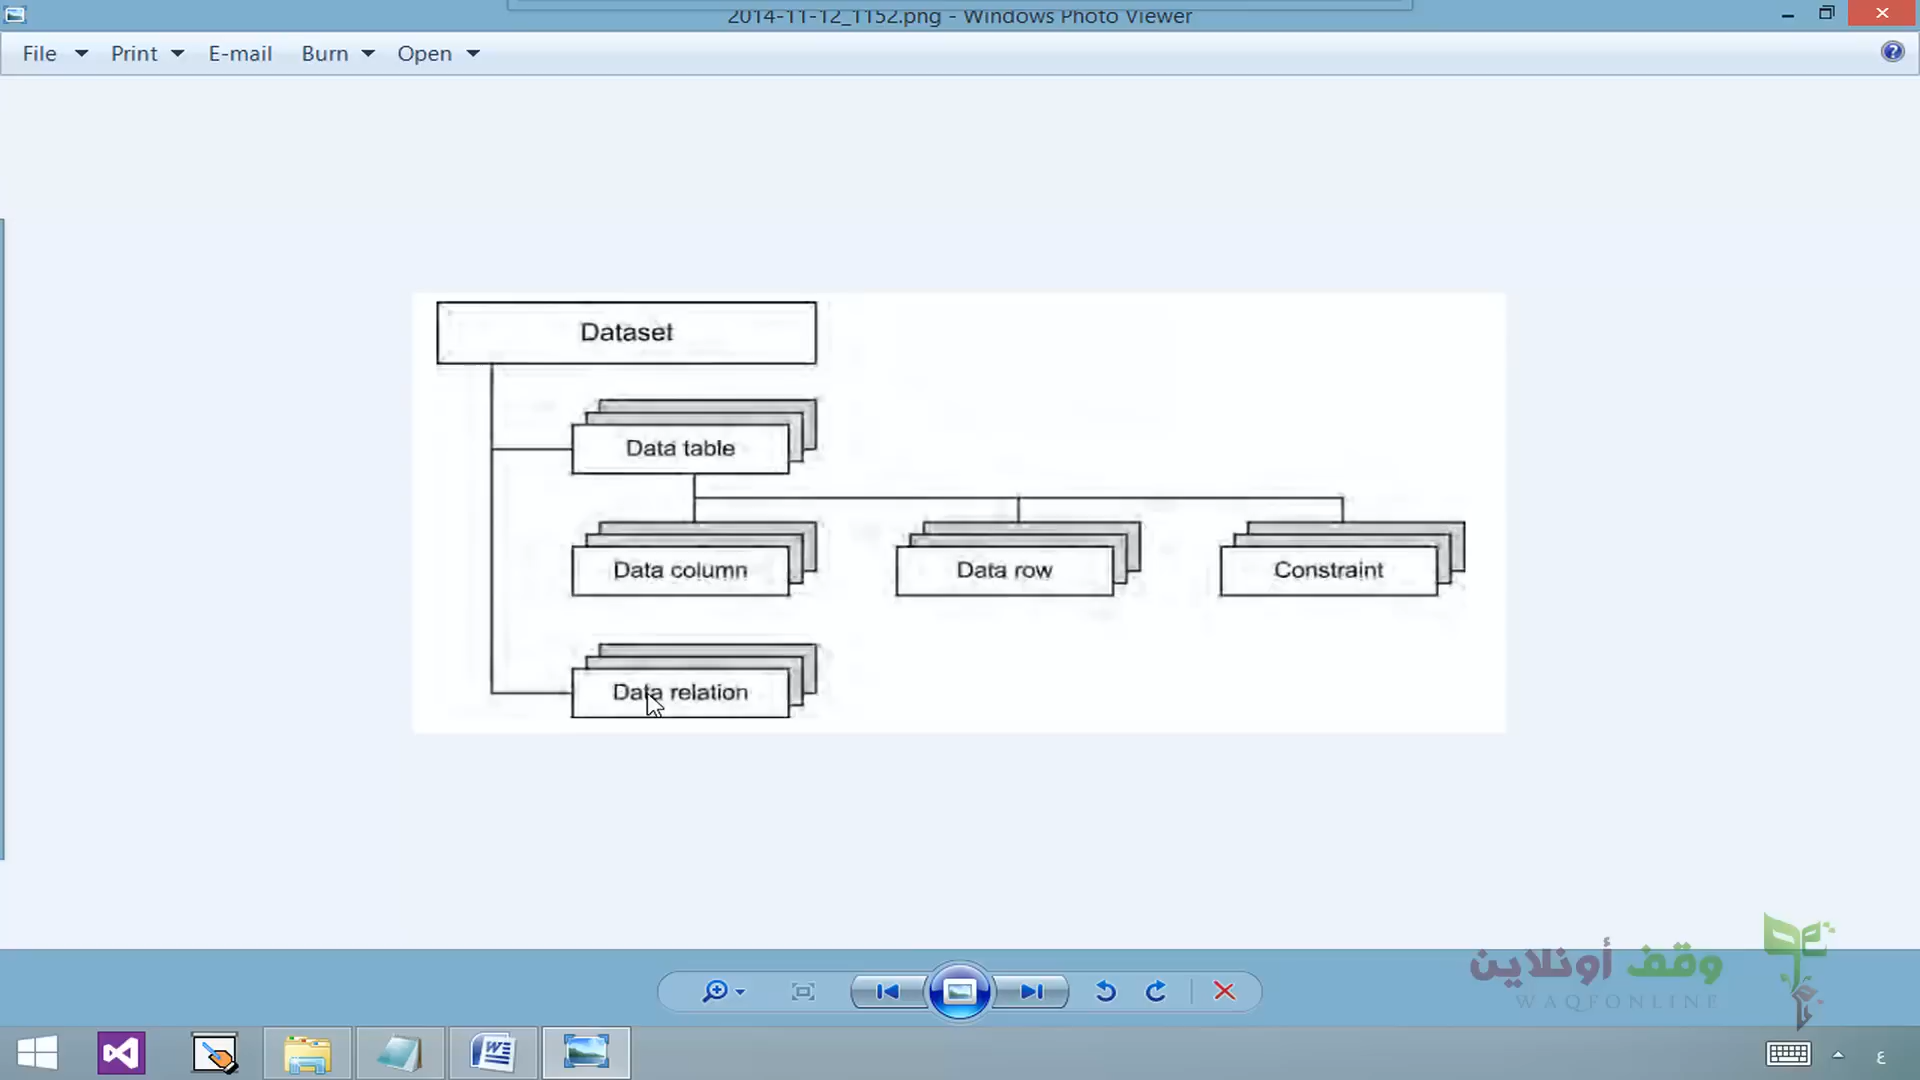 2014-11-12_1152.png - Windows Photo Viewer
File Print E-mail Burn Open
Dataset
Data table
Data column Data row Constraint
Data relation
وقف أونلاين
WAQFONLINE
ع